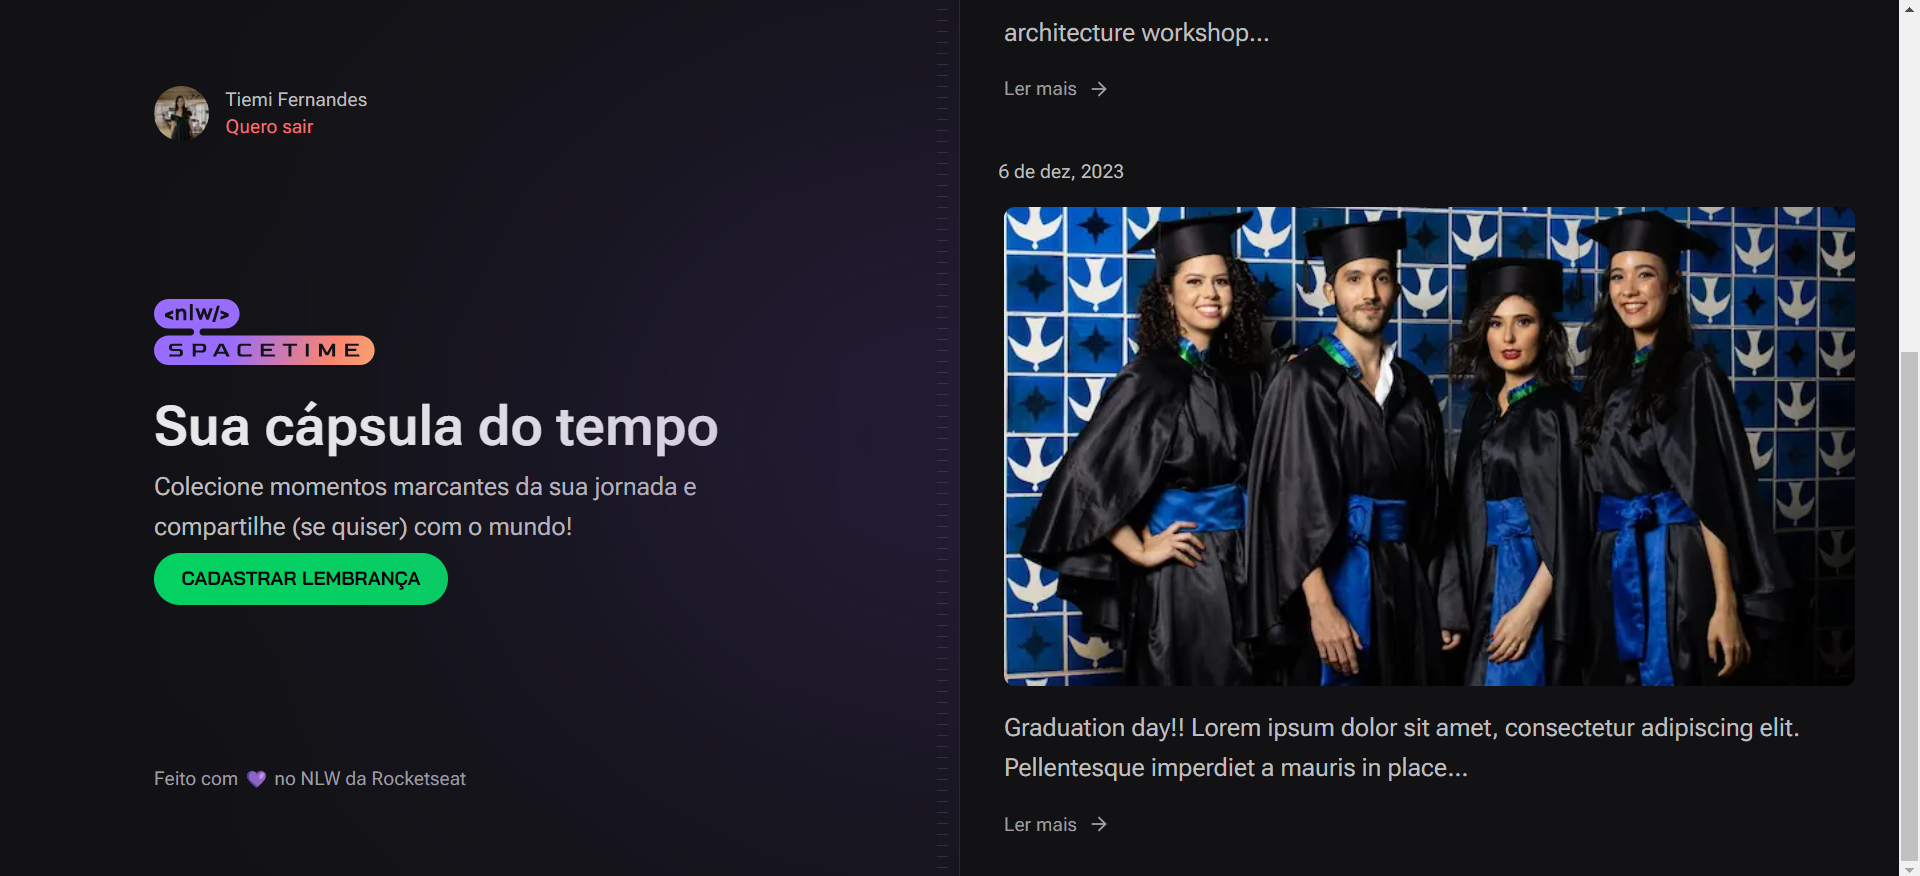 Tiemi Fernandes
Quero sair
<nlw/>
SPACETIME
Sua cápsula do tempo
Colecione momentos marcantes da sua jornada e
compartilhe (se quiser) com o mundo!
CADASTRAR LEMBRANÇA
Feito com 💜 no NLW da Rocketseat
architecture workshop...
Ler mais →
6 de dez, 2023
Graduation day!! Lorem ipsum dolor sit amet, consectetur adipiscing elit.
Pellentesque imperdiet a mauris in place...
Ler mais →